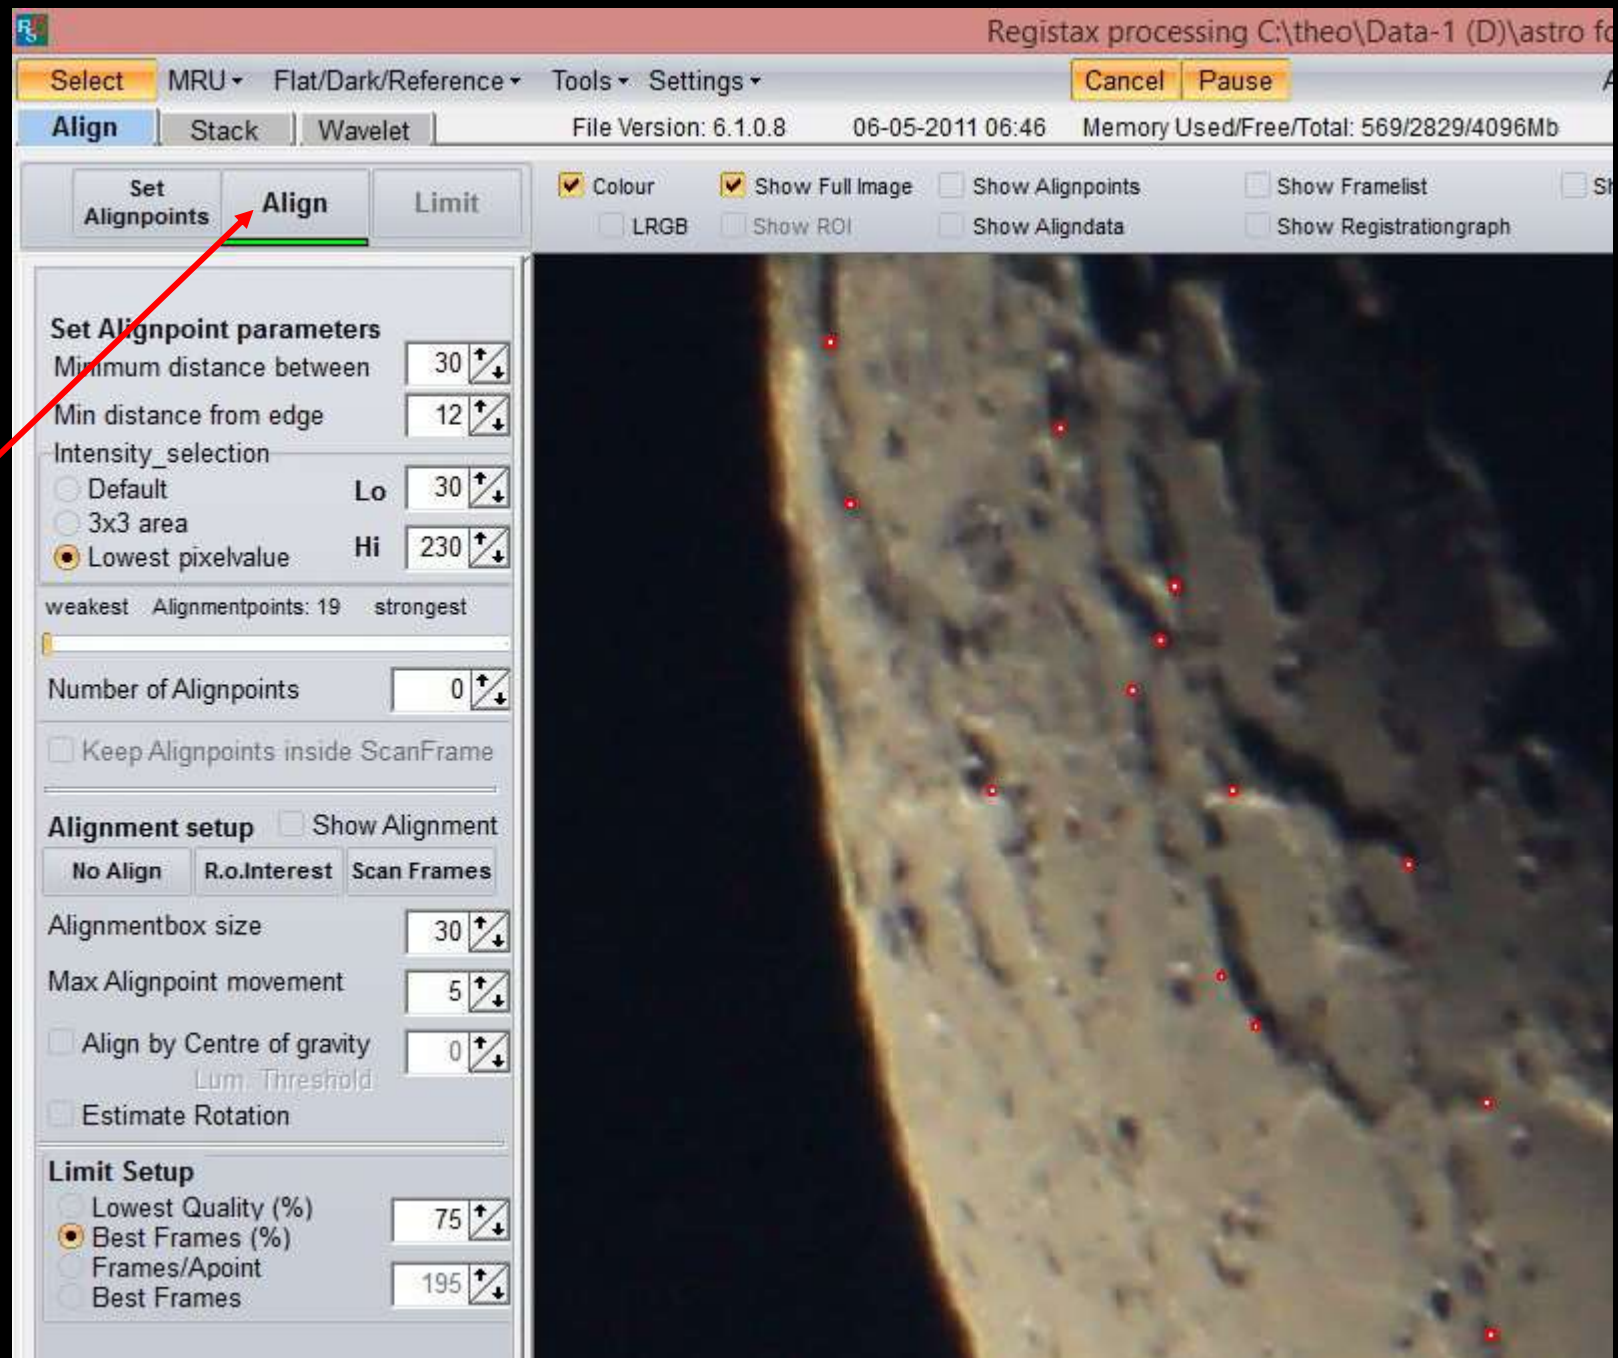 Registax processing C:\theo\Data-1 (D)\astro fo
Select MRU Flat/Dark/Reference Tools Settings Cancel Pause
Align Stack Wavelet File Version: 6.1.0.8 06-05-2011 06:46 Memory Used/Free/Total: 569/2829/4096Mb
Set Alignpoints Align Limit
Colour Show Full Image Show Alignpoints Show Framelist
LRGB Show ROI Show Aligndata Show Registrationgraph
Set Alignpoint parameters
Minimum distance between 30
Min distance from edge 12
Intensity_selection
Default Lo 30
3x3 area
Lowest pixelvalue Hi 230
weakest Alignmentpoints: 19 strongest
Number of Alignpoints 0
Keep Alignpoints inside ScanFrame
Alignment setup Show Alignment
No Align R.o.Interest Scan Frames
Alignmentbox size 30
Max Alignpoint movement 5
Align by Centre of gravity 0
Lum. Threshold
Estimate Rotation
Limit Setup
Lowest Quality (%) 75
Best Frames (%)
Frames/Apoint 195
Best Frames